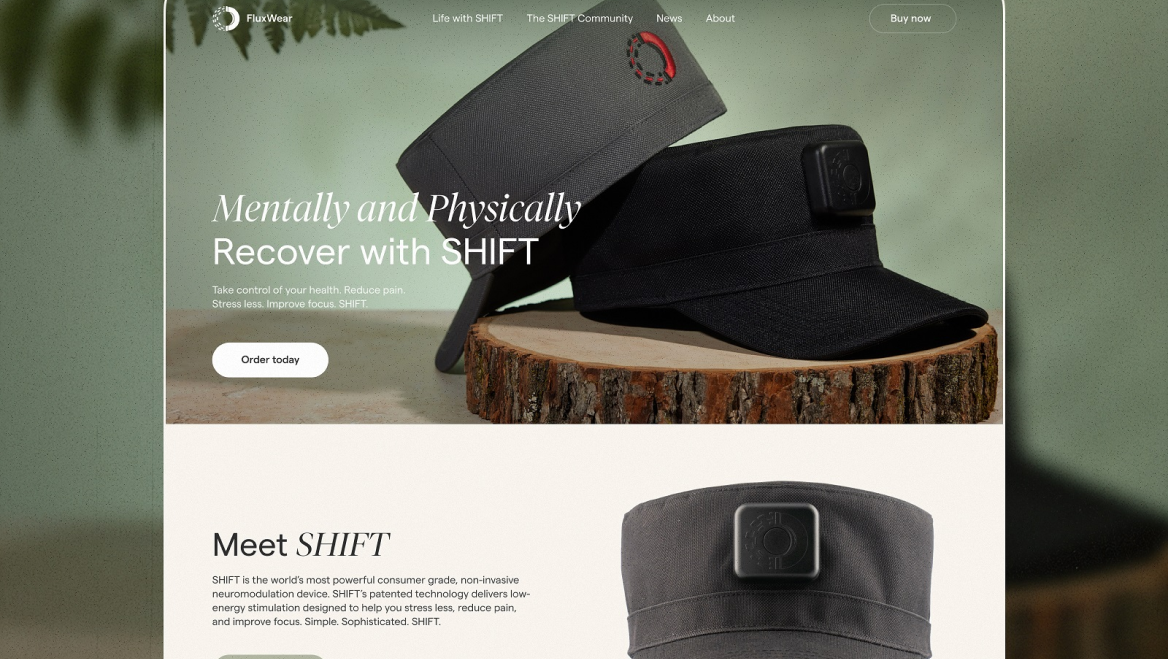 FluxWear
Life with SHIFT
The SHIFT Community
News
About
Buy now
Mentally and Physically
Recover with SHIFT
Take control of your health. Reduce pain.
Stress less. Improve focus. SHIFT.
Order today
Meet SHIFT
SHIFT is the world's most powerful consumer grade, non-invasive
neuromodulation device. SHIFT's patented technology delivers low-
energy stimulation designed to help you stress less, reduce pain,
and improve focus. Simple. Sophisticated. SHIFT.